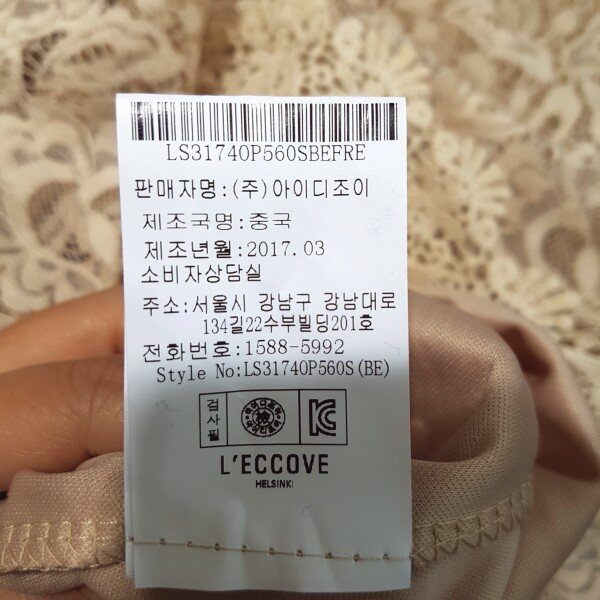 LS31740P560SBEFRE
판매자명:(주)아이디조이
제조국명:중국
제조년월:2017.03
소비자상담실
주소:서울시 강남구 강남대로
134길22수부빌딩201호
전화번호:1588-5992
Style No:LS31740P560S(BE)
검사필
L'ECCOVE
HELSINKI